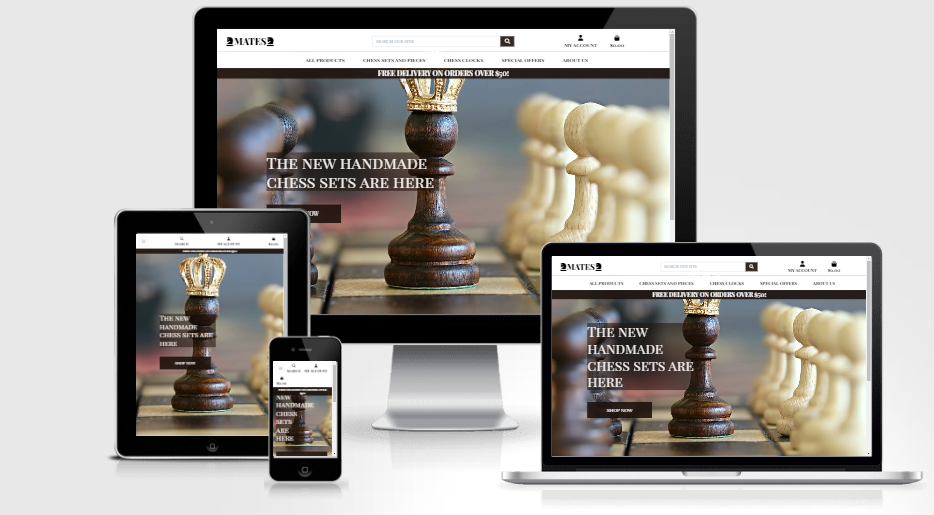 MATES
SEARCH OUR SITE
MY ACCOUNT
$0.00
ALL PRODUCTS CHESS SETS AND PIECES CHESS CLOCKS SPECIAL OFFERS ABOUT US
FREE DELIVERY ON ORDERS OVER $50!
THE NEW HANDMADE
CHESS SETS ARE HERE
NOW
SEARCH MY ACCOUNT $0.00
THE NEW
HANDMADE
CHESS SETS ARE
HERE
SHOP NOW
SEARCH MY ACCOUNT
$0.00
NEW
HANDMADE
CHESS
SETS
ARE
HERE
MATES
SEARCH OUR SITE
MY ACCOUNT $0.00
ALL PRODUCTS CHESS SETS AND PIECES CHESS CLOCKS SPECIAL OFFERS ABOUT US
FREE DELIVERY ON ORDERS OVER $50!
THE NEW
HANDMADE
CHESS SETS ARE
HERE
SHOP NOW